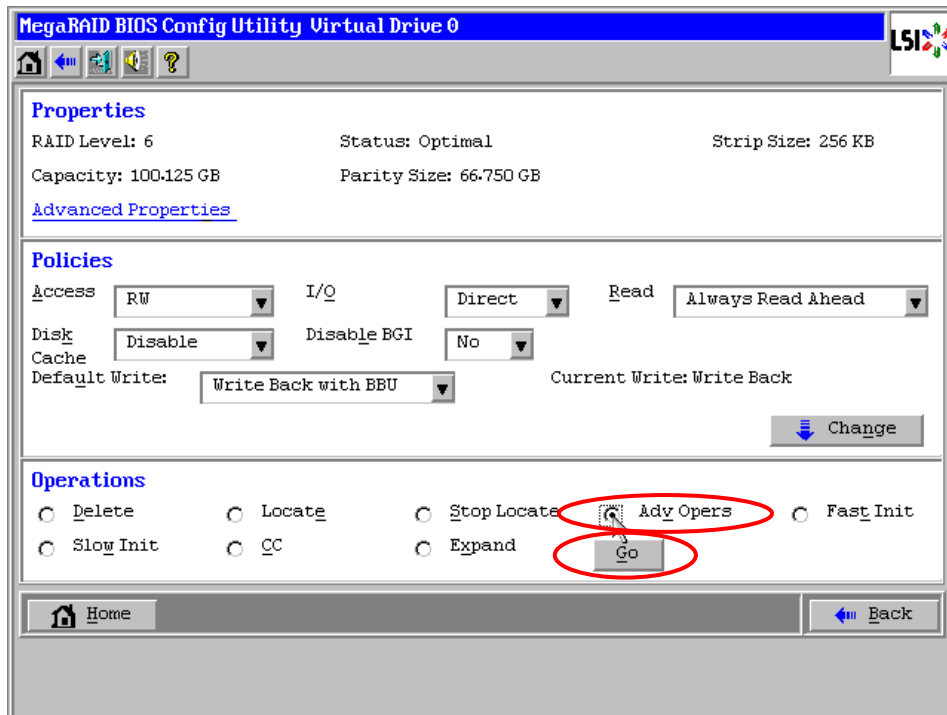 MegaRAID BIOS Config Utility Virtual Drive 0
LSI
Properties
RAID Level: 6 Status: Optimal Strip Size: 256 KB
Capacity: 100.125 GB Parity Size: 66.750 GB
Advanced Properties
Policies
Access RW I/O Direct Read Always Read Ahead
Disk Cache Disable Disable BGI No
Default Write: Write Back with BBU Current Write: Write Back
Change
Operations
Delete Locate Stop Locate Adv Opers Fast Init
Slow Init CC Expand Go
Home Back